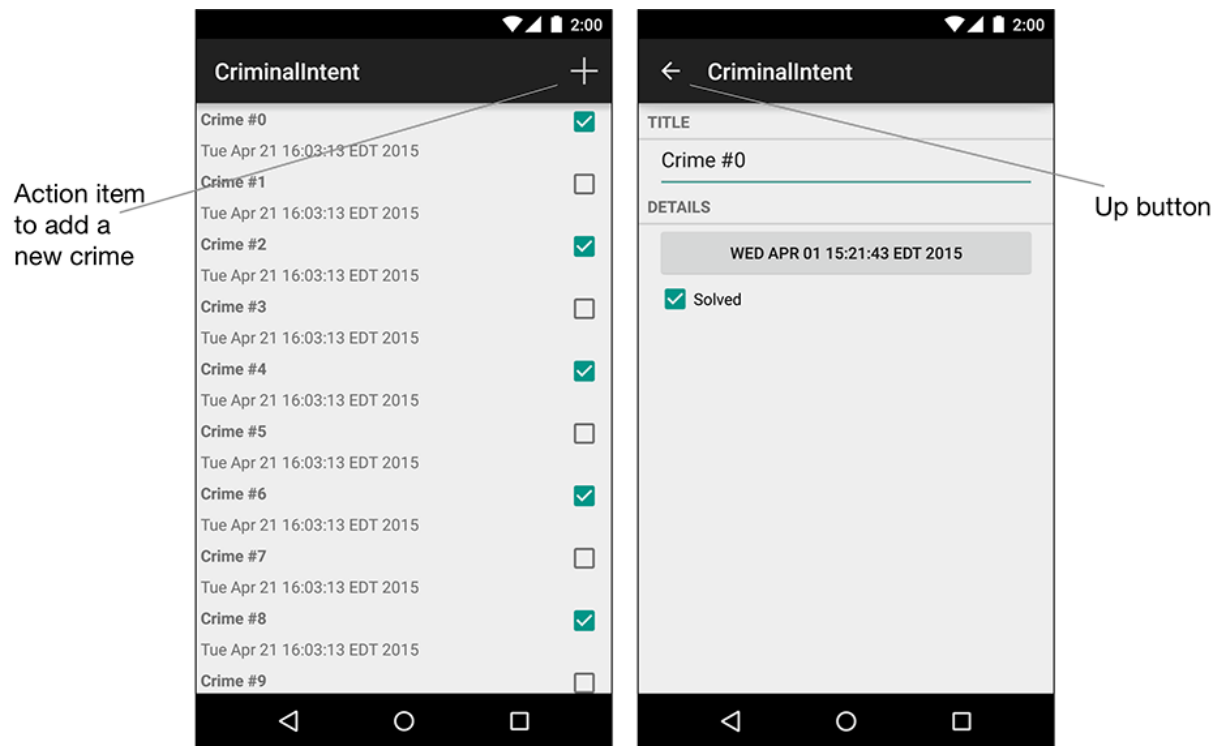 2:00
CriminalIntent
Crime #0
Tue Apr 21 16:03:13 EDT 2015
Crime #1
Tue Apr 21 16:03:13 EDT 2015
Crime #2
Tue Apr 21 16:03:13 EDT 2015
Crime #3
Tue Apr 21 16:03:13 EDT 2015
Crime #4
Tue Apr 21 16:03:13 EDT 2015
Crime #5
Tue Apr 21 16:03:13 EDT 2015
Crime #6
Tue Apr 21 16:03:13 EDT 2015
Crime #7
Tue Apr 21 16:03:13 EDT 2015
Crime #8
Tue Apr 21 16:03:13 EDT 2015
Crime #9
Action item
to add a
new crime
2:00
CriminalIntent
TITLE
Crime #0
DETAILS
WED APR 01 15:21:43 EDT 2015
Solved
Up button